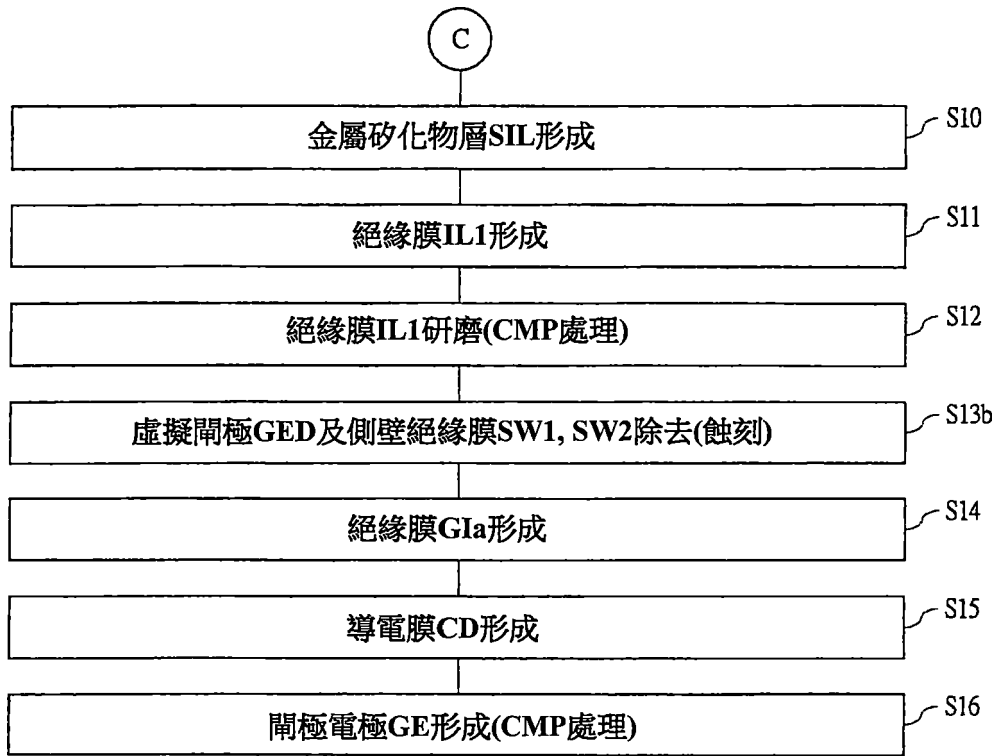 C
金屬矽化物層SIL形成
S10
絕緣膜IL1形成
S11
絕緣膜IL1研磨(CMP處理)
S12
虛擬閘極GED及側壁絕緣膜SW1, SW2除去(蝕刻)
S13b
絕緣膜GIa形成
S14
導電膜CD形成
S15
閘極電極GE形成(CMP處理)
S16